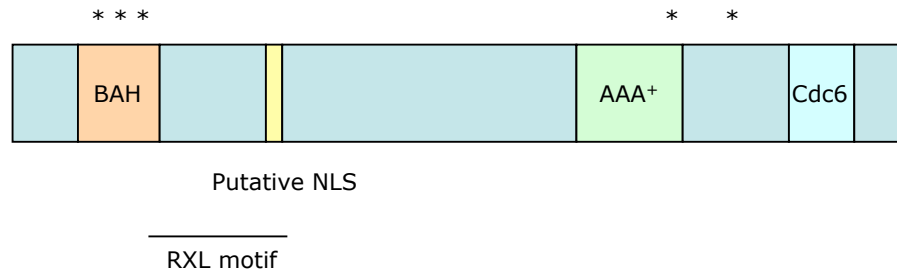 * * * * *
BAH AAA⁺ Cdc6
Putative NLS
RXL motif